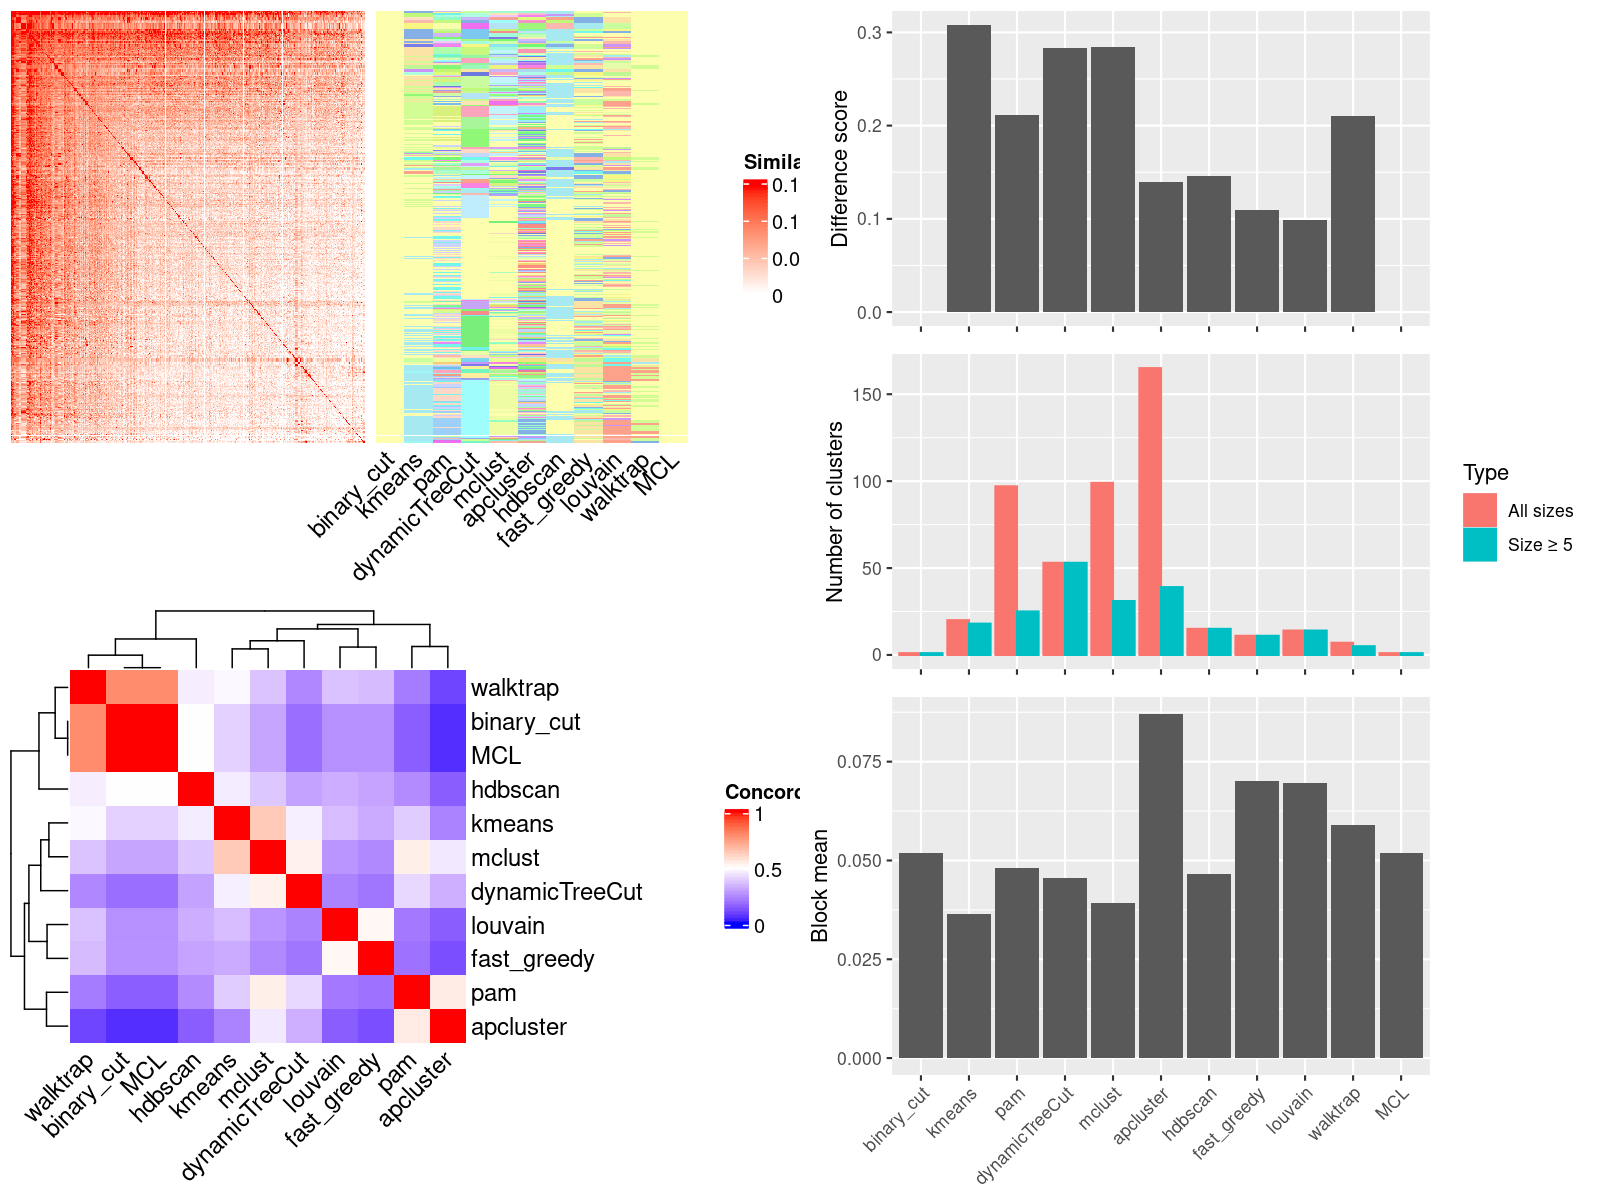 Simila
0.1
0.1
0.0
0
binary_cut
kmeans
pam
dynamicTreeCut
mclust
apcluster
hdbscan
fast_greedy
louvain
walktrap
MCL
walktrap
binary_cut
MCL
hdbscan
kmeans
mclust
dynamicTreeCut
louvain
fast_greedy
pam
apcluster
Concord
1
0.5
0
walktrap
binary_cut
MCL
hdbscan
kmeans
mclust
dynamicTreeCut
louvain
fast_greedy
pam
apcluster
Difference score
0.3
0.2
0.1
0.0
Number of clusters
150
100
50
0
Type
All sizes
Size ≥ 5
Block mean
0.075
0.050
0.025
0.000
binary_cut
kmeans
pam
dynamicTreeCut
mclust
apcluster
hdbscan
fast_greedy
louvain
walktrap
MCL